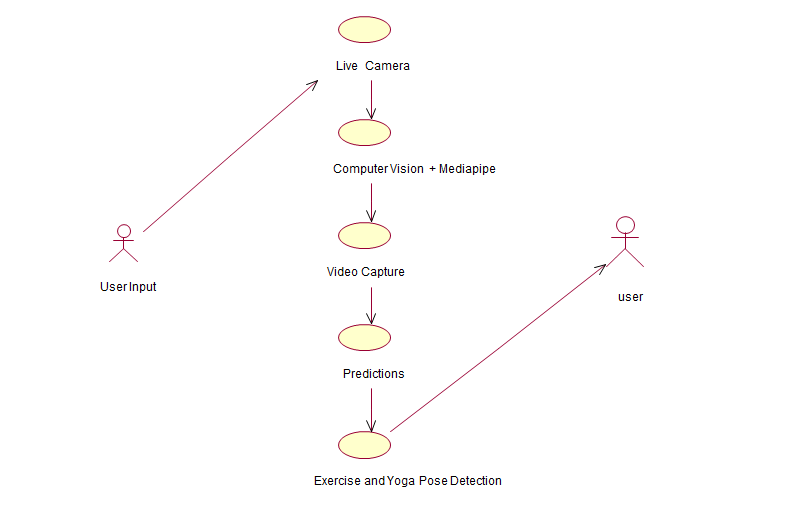 Live Camera
Computer Vision + Mediapipe
User Input
Video Capture
user
Predictions
Exercise and Yoga Pose Detection